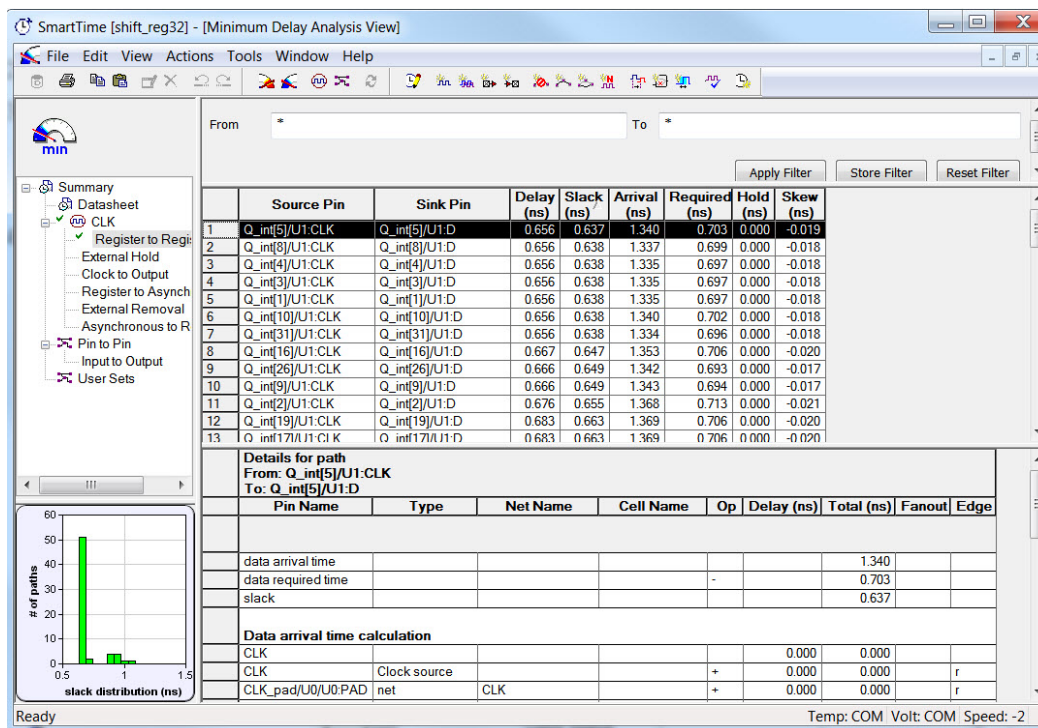 SmartTime [shift_reg32] - [Minimum Delay Analysis View]
File Edit View Actions Tools Window Help
min
From * To *
Apply Filter Store Filter Reset Filter
Summary
Datasheet
CLK
Register to Regi
External Hold
Clock to Output
Register to Asynch
External Removal
Asynchronous to R
Pin to Pin
Input to Output
User Sets
Source Pin Sink Pin Delay (ns) Slack (ns) Arrival (ns) Required (ns) Hold (ns) Skew (ns)
1 Q_int[5]/U1:CLK Q_int[5]/U1:D 0.656 0.637 1.340 0.703 0.000 -0.019
2 Q_int[8]/U1:CLK Q_int[8]/U1:D 0.656 0.638 1.337 0.699 0.000 -0.018
3 Q_int[4]/U1:CLK Q_int[4]/U1:D 0.656 0.638 1.335 0.697 0.000 -0.018
4 Q_int[3]/U1:CLK Q_int[3]/U1:D 0.656 0.638 1.335 0.697 0.000 -0.018
5 Q_int[1]/U1:CLK Q_int[1]/U1:D 0.656 0.638 1.335 0.697 0.000 -0.018
6 Q_int[10]/U1:CLK Q_int[10]/U1:D 0.656 0.638 1.340 0.702 0.000 -0.018
7 Q_int[31]/U1:CLK Q_int[31]/U1:D 0.656 0.638 1.334 0.696 0.000 -0.018
8 Q_int[16]/U1:CLK Q_int[16]/U1:D 0.667 0.647 1.353 0.706 0.000 -0.020
9 Q_int[26]/U1:CLK Q_int[26]/U1:D 0.666 0.649 1.342 0.693 0.000 -0.017
10 Q_int[9]/U1:CLK Q_int[9]/U1:D 0.666 0.649 1.343 0.694 0.000 -0.017
11 Q_int[2]/U1:CLK Q_int[2]/U1:D 0.676 0.655 1.368 0.713 0.000 -0.021
12 Q_int[19]/U1:CLK Q_int[19]/U1:D 0.683 0.663 1.369 0.706 0.000 -0.020
13 Q_int[17]/U1:CLK Q_int[17]/U1:D 0.683 0.663 1.369 0.706 0.000 -0.020
Details for path
From: Q_int[5]/U1:CLK
To: Q_int[5]/U1:D
Pin Name Type Net Name Cell Name Op Delay (ns) Total (ns) Fanout Edge
data arrival time 1.340
data required time - 0.703
slack 0.637
Data arrival time calculation
CLK 0.000 0.000
CLK Clock source + 0.000 0.000 r
CLK_pad/U0/U0:PAD net CLK + 0.000 0.000 r
# of paths
60
50
40
30
20
10
0
0.5 1 1.5
slack distribution (ns)
Ready Temp: COM Volt: COM Speed: -2